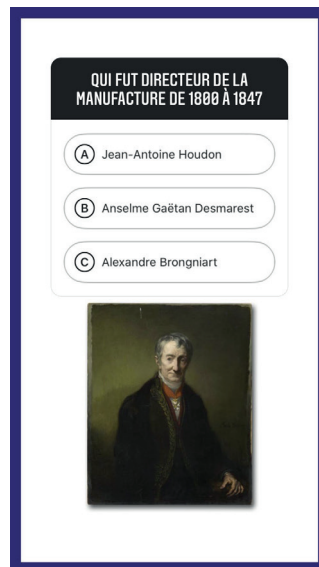 QUI FUT DIRECTEUR DE LA
MANUFACTURE DE 1800 À 1847
A Jean-Antoine Houdon
B Anselme Gaëtan Desmarest
C Alexandre Brongniart